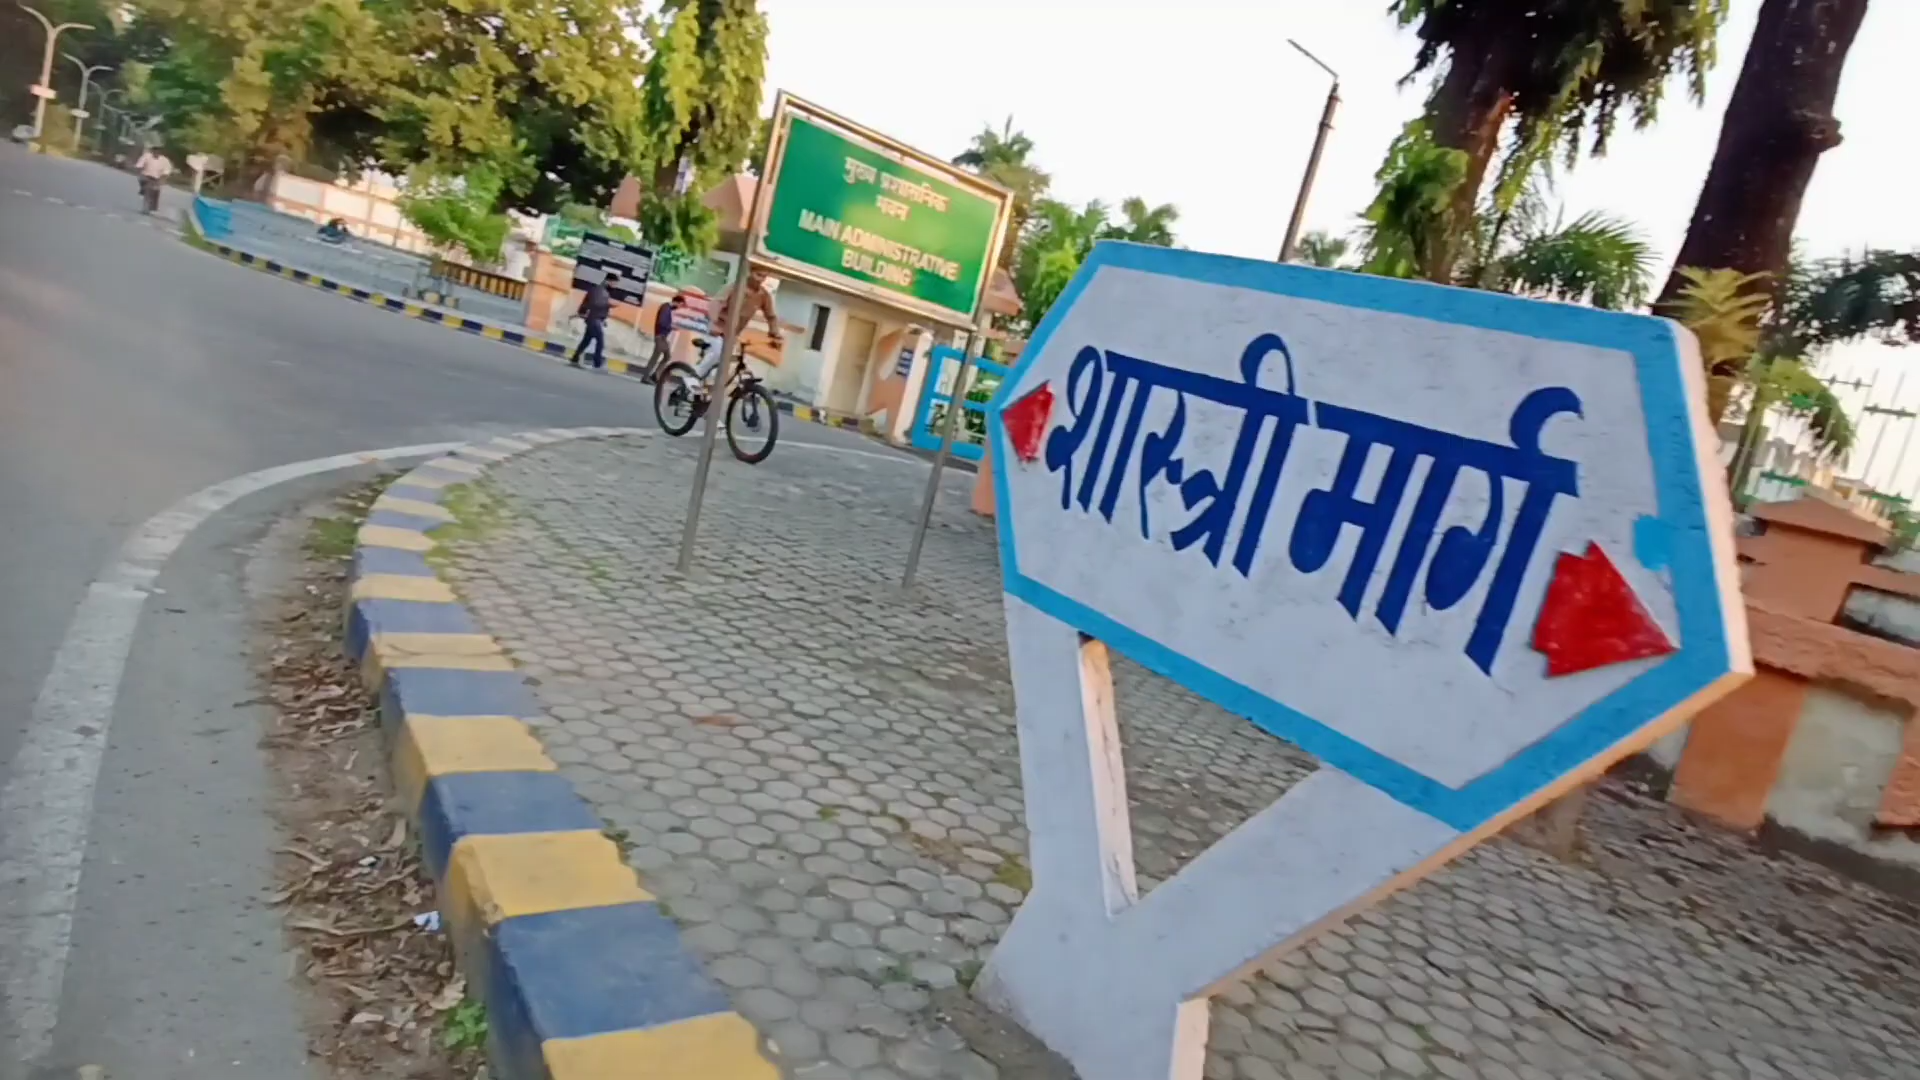 मुख्य प्रशासनिक
भवन
MAIN ADMINISTRATIVE
BUILDING
शास्त्री मार्ग